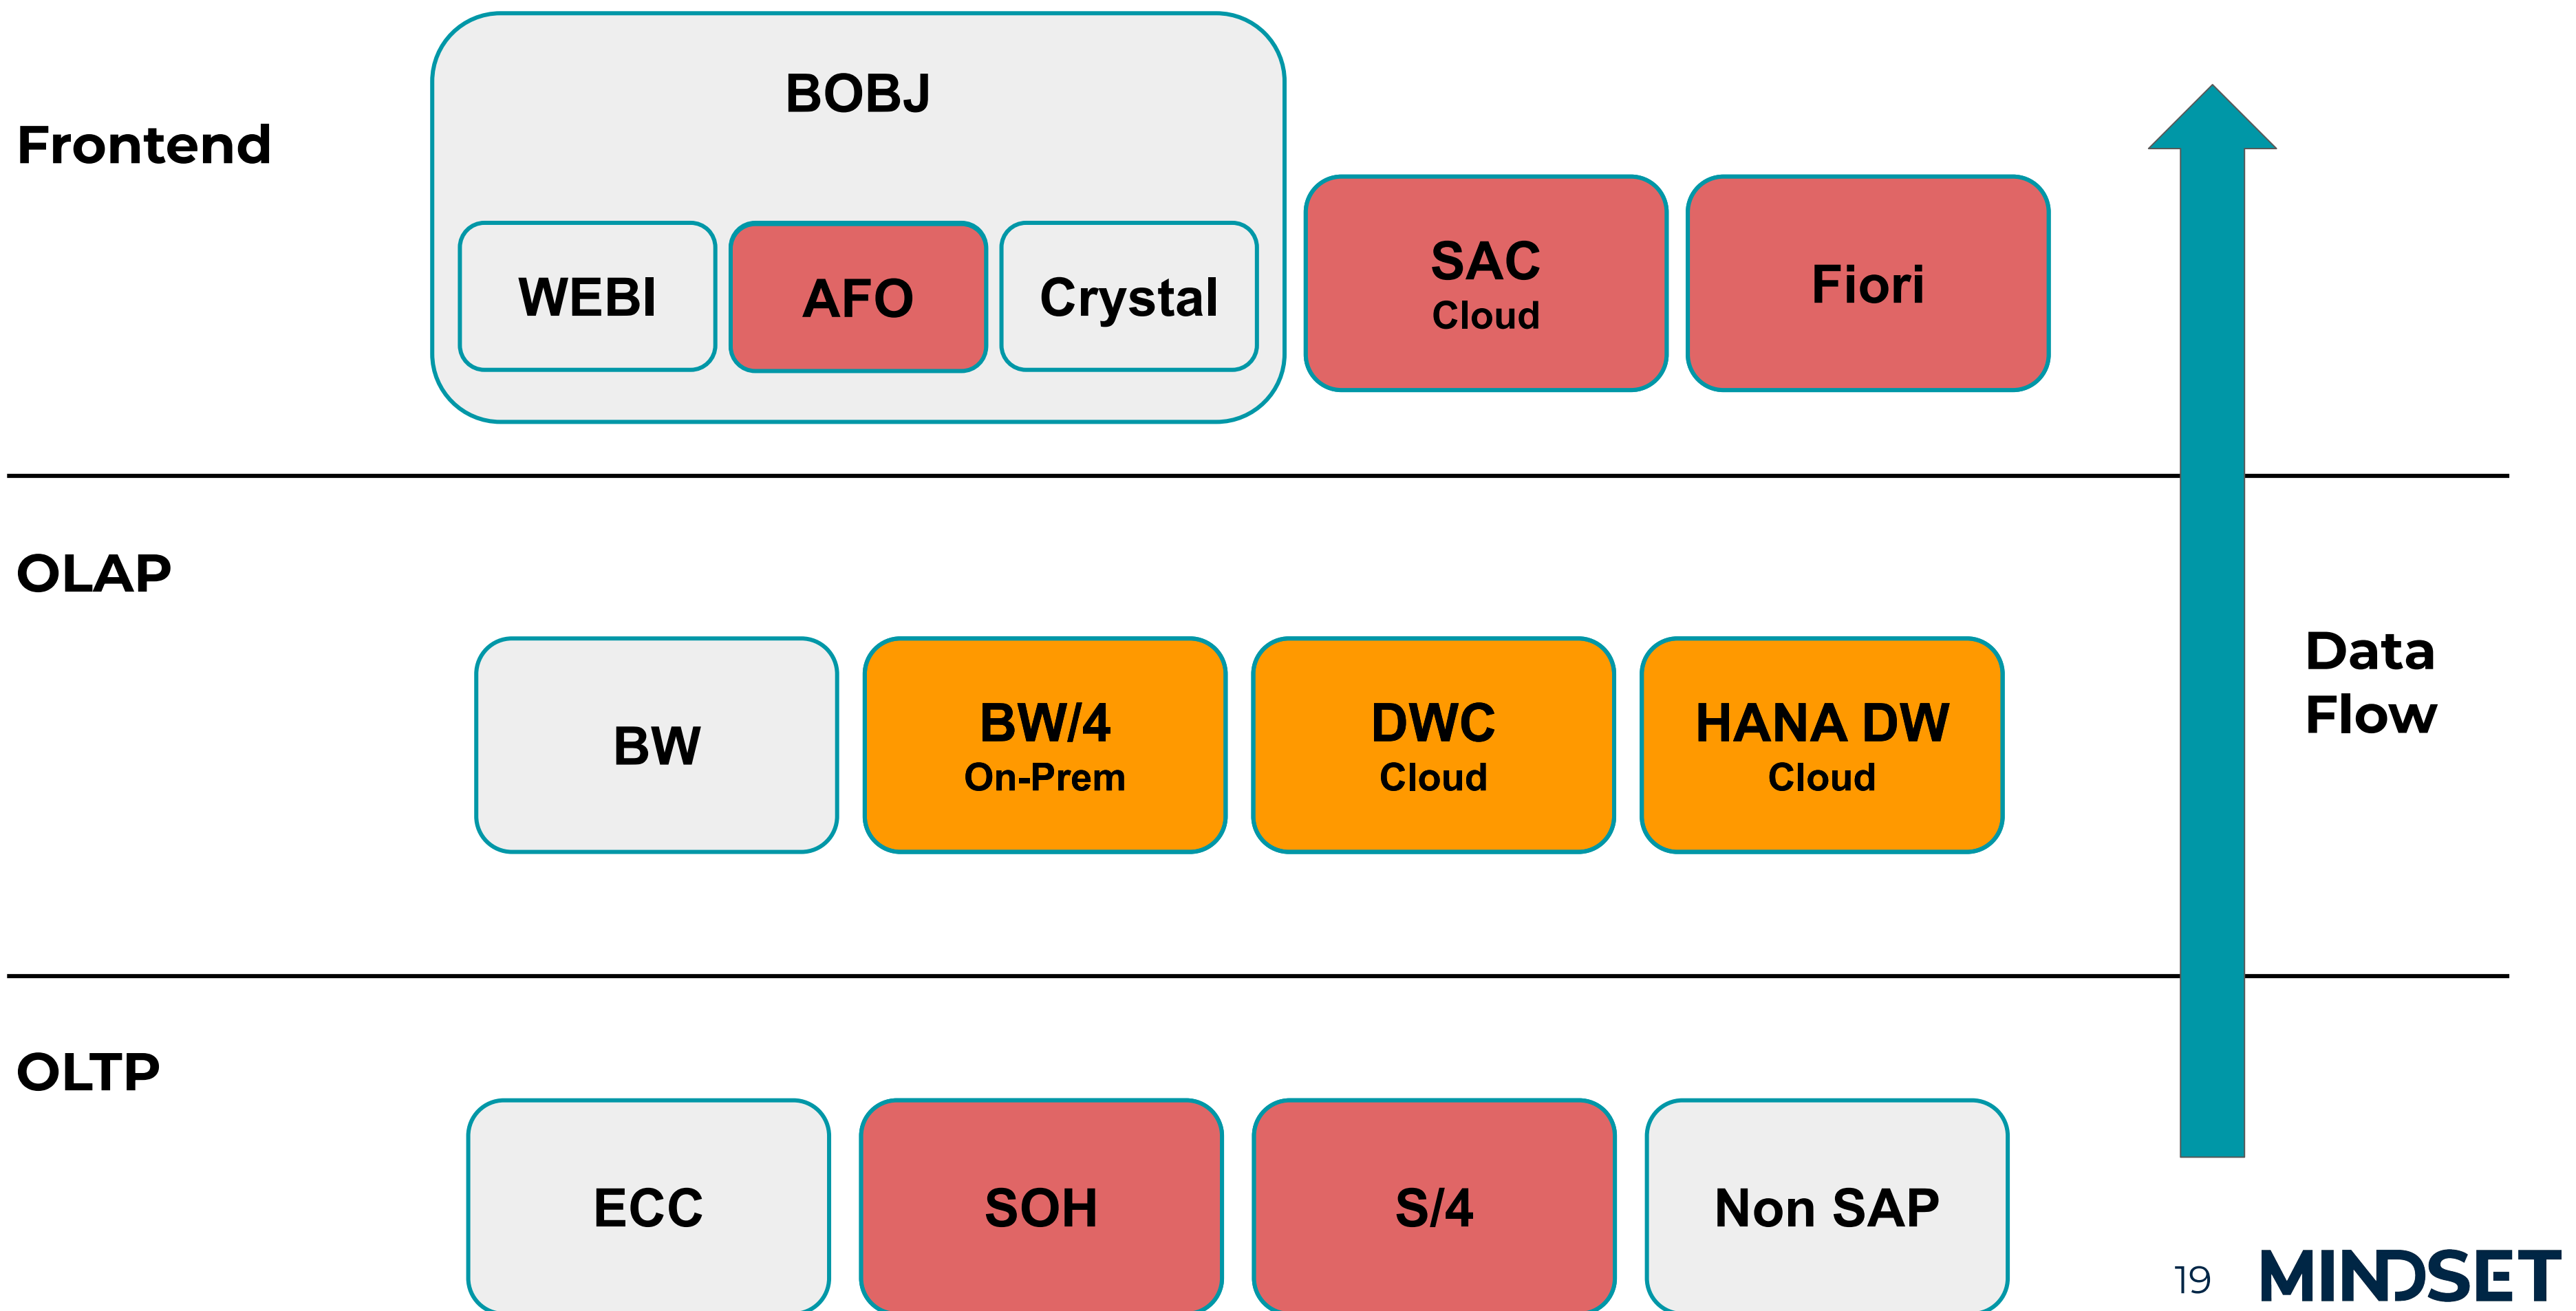 Frontend
BOBJ
WEBI
AFO
Crystal
SAC
Cloud
Fiori
OLAP
BW
BW/4
On-Prem
DWC
Cloud
HANA DW
Cloud
Data
Flow
OLTP
ECC
SOH
S/4
Non SAP
19 MINDSET